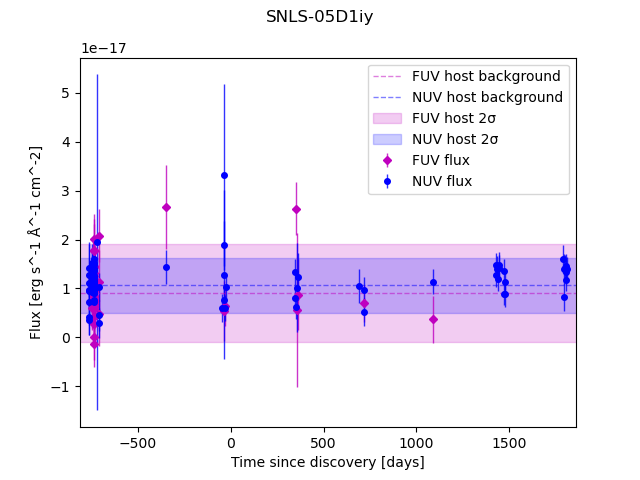 SNLS-05D1iy
1e−17
FUV host background
NUV host background
FUV host 2σ
NUV host 2σ
FUV flux
NUV flux
5
4
3
2
1
0
−1
Flux [erg s^-1 Å^-1 cm^-2]
−500
0
500
1000
1500
Time since discovery [days]